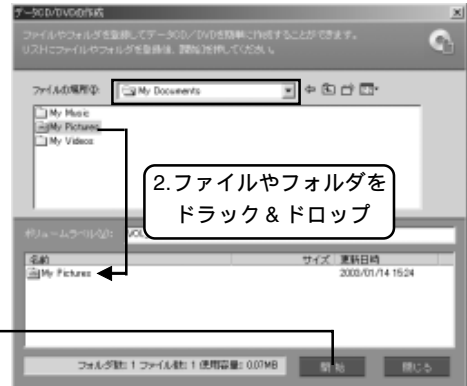 データCD/DVDの作成
ファイルやフォルダを登録してデータCD/DVDを簡単に作成することができます。
リストにファイルやフォルダを登録後、開始を押してください。
ファイルの場所(I):
My Documents
My Music
My Pictures
My Videos
2.ファイルやフォルダを
ドラック&ドロップ
ボリュームラベル(V):
名前 サイズ 更新日時
My Pictures 2003/01/14 15:24
フォルダ数: 1 ファイル数: 1 使用容量: 0.07MB
開始 閉じる